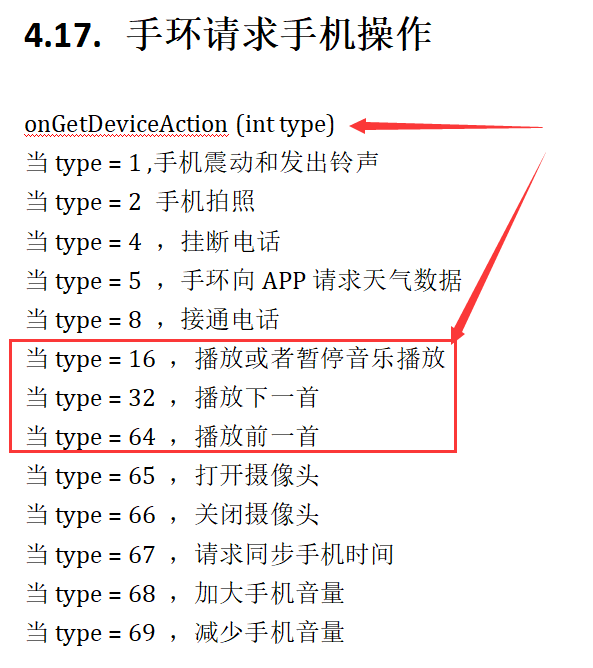 4.17. 手环请求手机操作
onGetDeviceAction (int type)
当 type = 1 ,手机震动和发出铃声
当 type = 2 手机拍照
当 type = 4 ，挂断电话
当 type = 5 ，手环向 APP 请求天气数据
当 type = 8 ，接通电话
当 type = 16 ，播放或者暂停音乐播放
当 type = 32 ，播放下一首
当 type = 64 ，播放前一首
当 type = 65 ，打开摄像头
当 type = 66 ，关闭摄像头
当 type = 67 ，请求同步手机时间
当 type = 68 ，加大手机音量
当 type = 69 ，减少手机音量